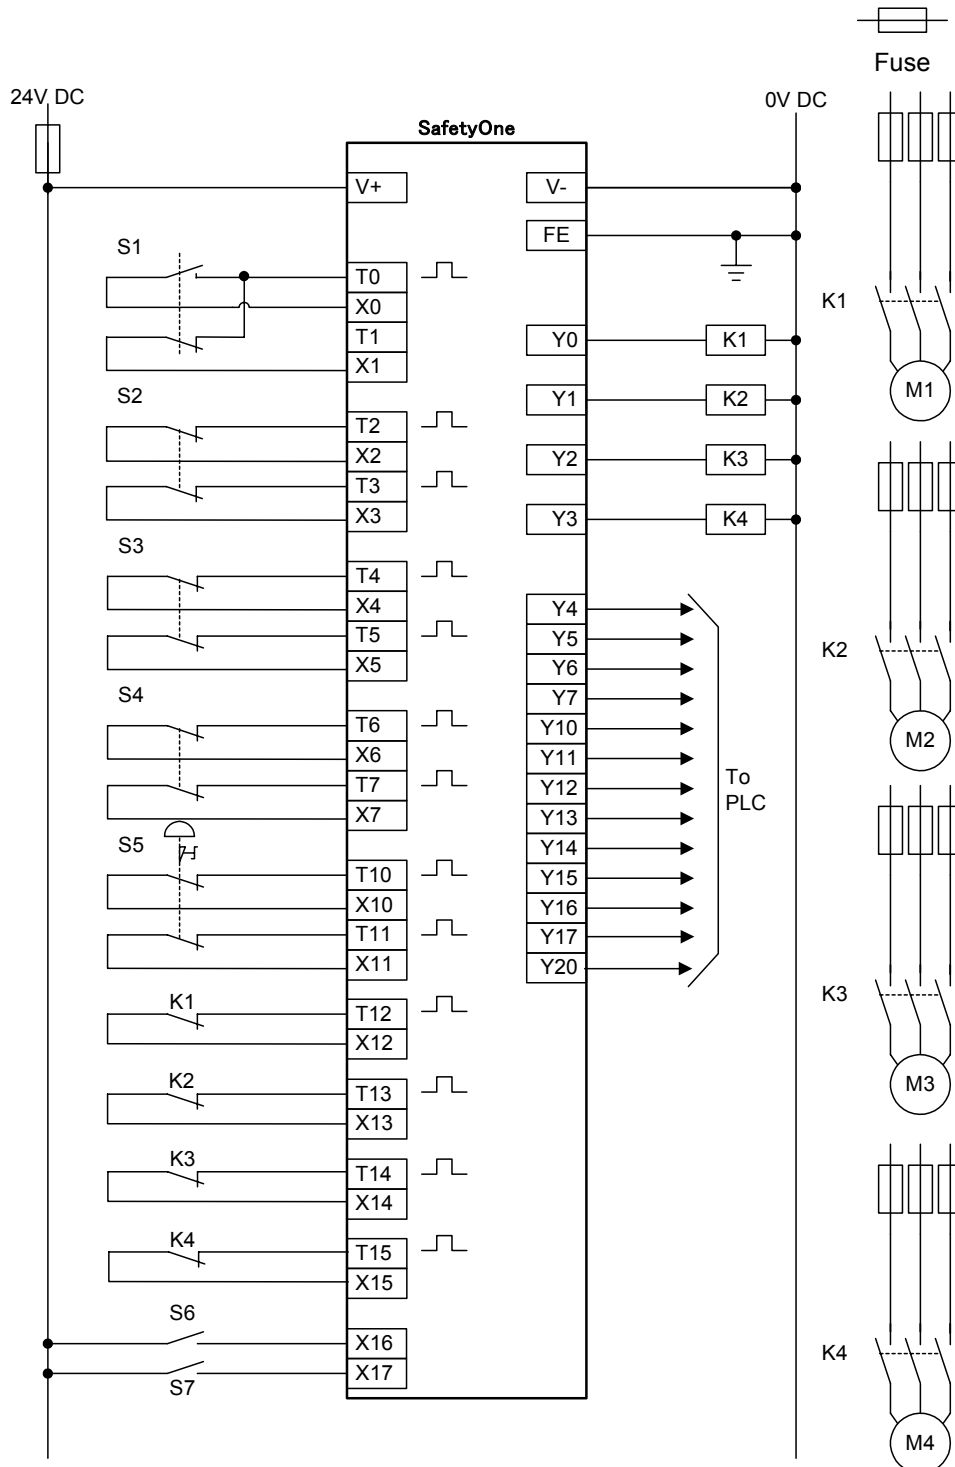 Fuse
24V DC
0V DC
SafetyOne
V+
V-
FE
S1
T0
X0
T1
X1
Y0
K1
Y1
K2
Y2
K3
Y3
K4
S2
T2
X2
T3
X3
S3
T4
X4
T5
X5
S4
T6
X6
T7
X7
S5
T10
X10
T11
X11
K1
T12
X12
K2
T13
X13
K3
T14
X14
K4
T15
X15
S6
X16
X17
S7
Y4
Y5
Y6
Y7
Y10
Y11
Y12
Y13
Y14
Y15
Y16
Y17
Y20
To
PLC
K1
M1
K2
M2
K3
M3
K4
M4